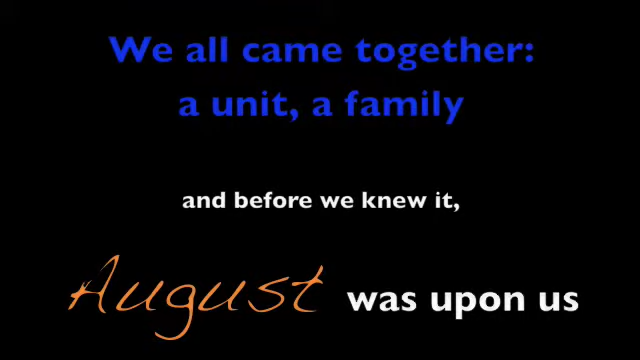 We all came together:
a unit, a family
and before we knew it,
August was upon us